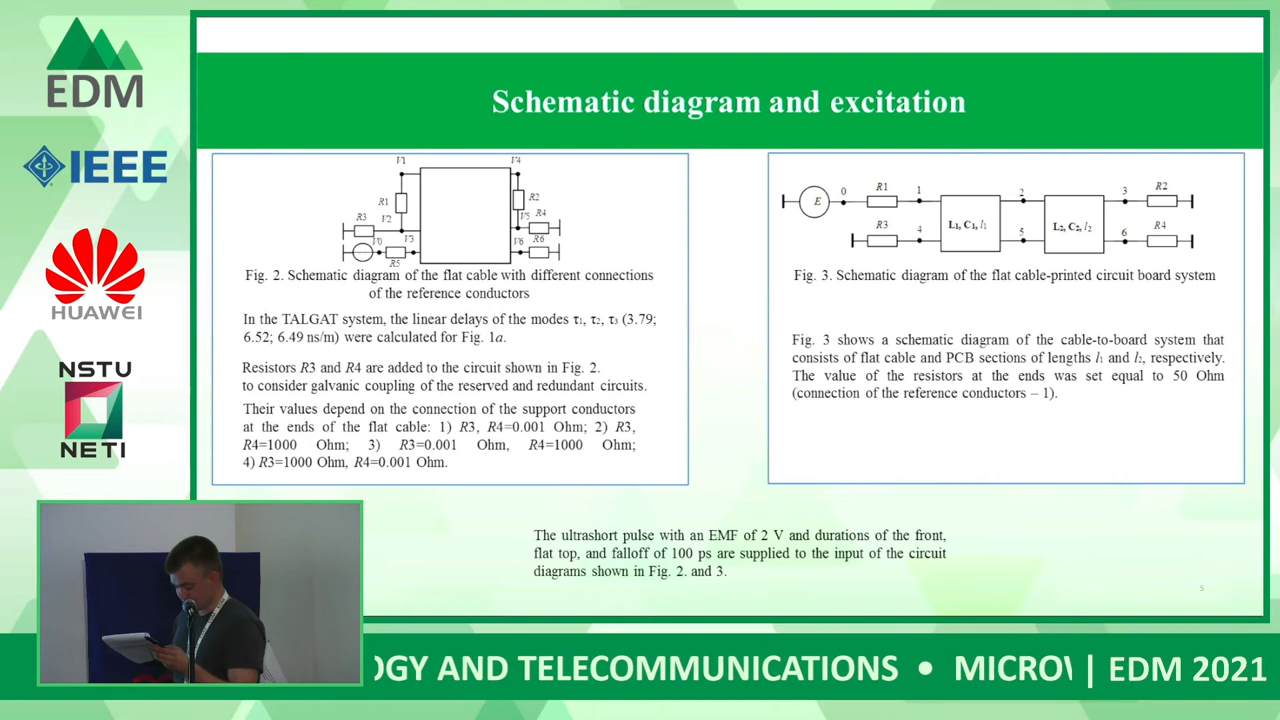 EDM
IEEE
HUAWEI
NSTU
NETI
Schematic diagram and excitation
V1
V4
R1
R2
R3
V2
V5
R4
V0
V3
V6
R6
R5
Fig. 2. Schematic diagram of the flat cable with different connections
of the reference conductors
In the TALGAT system, the linear delays of the modes τ₁, τ₂, τ₃ (3.79;
6.52; 6.49 ns/m) were calculated for Fig. 1a.
Resistors R3 and R4 are added to the circuit shown in Fig. 2.
to consider galvanic coupling of the reserved and redundant circuits.
Their values depend on the connection of the support conductors
at the ends of the flat cable: 1) R3, R4=0.001 Ohm; 2) R3,
R4=1000 Ohm; 3) R3=0.001 Ohm, R4=1000 Ohm;
4) R3=1000 Ohm, R4=0.001 Ohm.
E
0
R1
1
2
3
R2
L₁, C₁, l₁
L₂, C₂, l₂
R3
4
5
6
R4
Fig. 3. Schematic diagram of the flat cable-printed circuit board system
Fig. 3 shows a schematic diagram of the cable-to-board system that
consists of flat cable and PCB sections of lengths l₁ and l₂, respectively.
The value of the resistors at the ends was set equal to 50 Ohm
(connection of the reference conductors – 1).
The ultrashort pulse with an EMF of 2 V and durations of the front,
flat top, and falloff of 100 ps are supplied to the input of the circuit
diagrams shown in Fig. 2. and 3.
5
OGY AND TELECOMMUNICATIONS • MICROV | EDM 2021